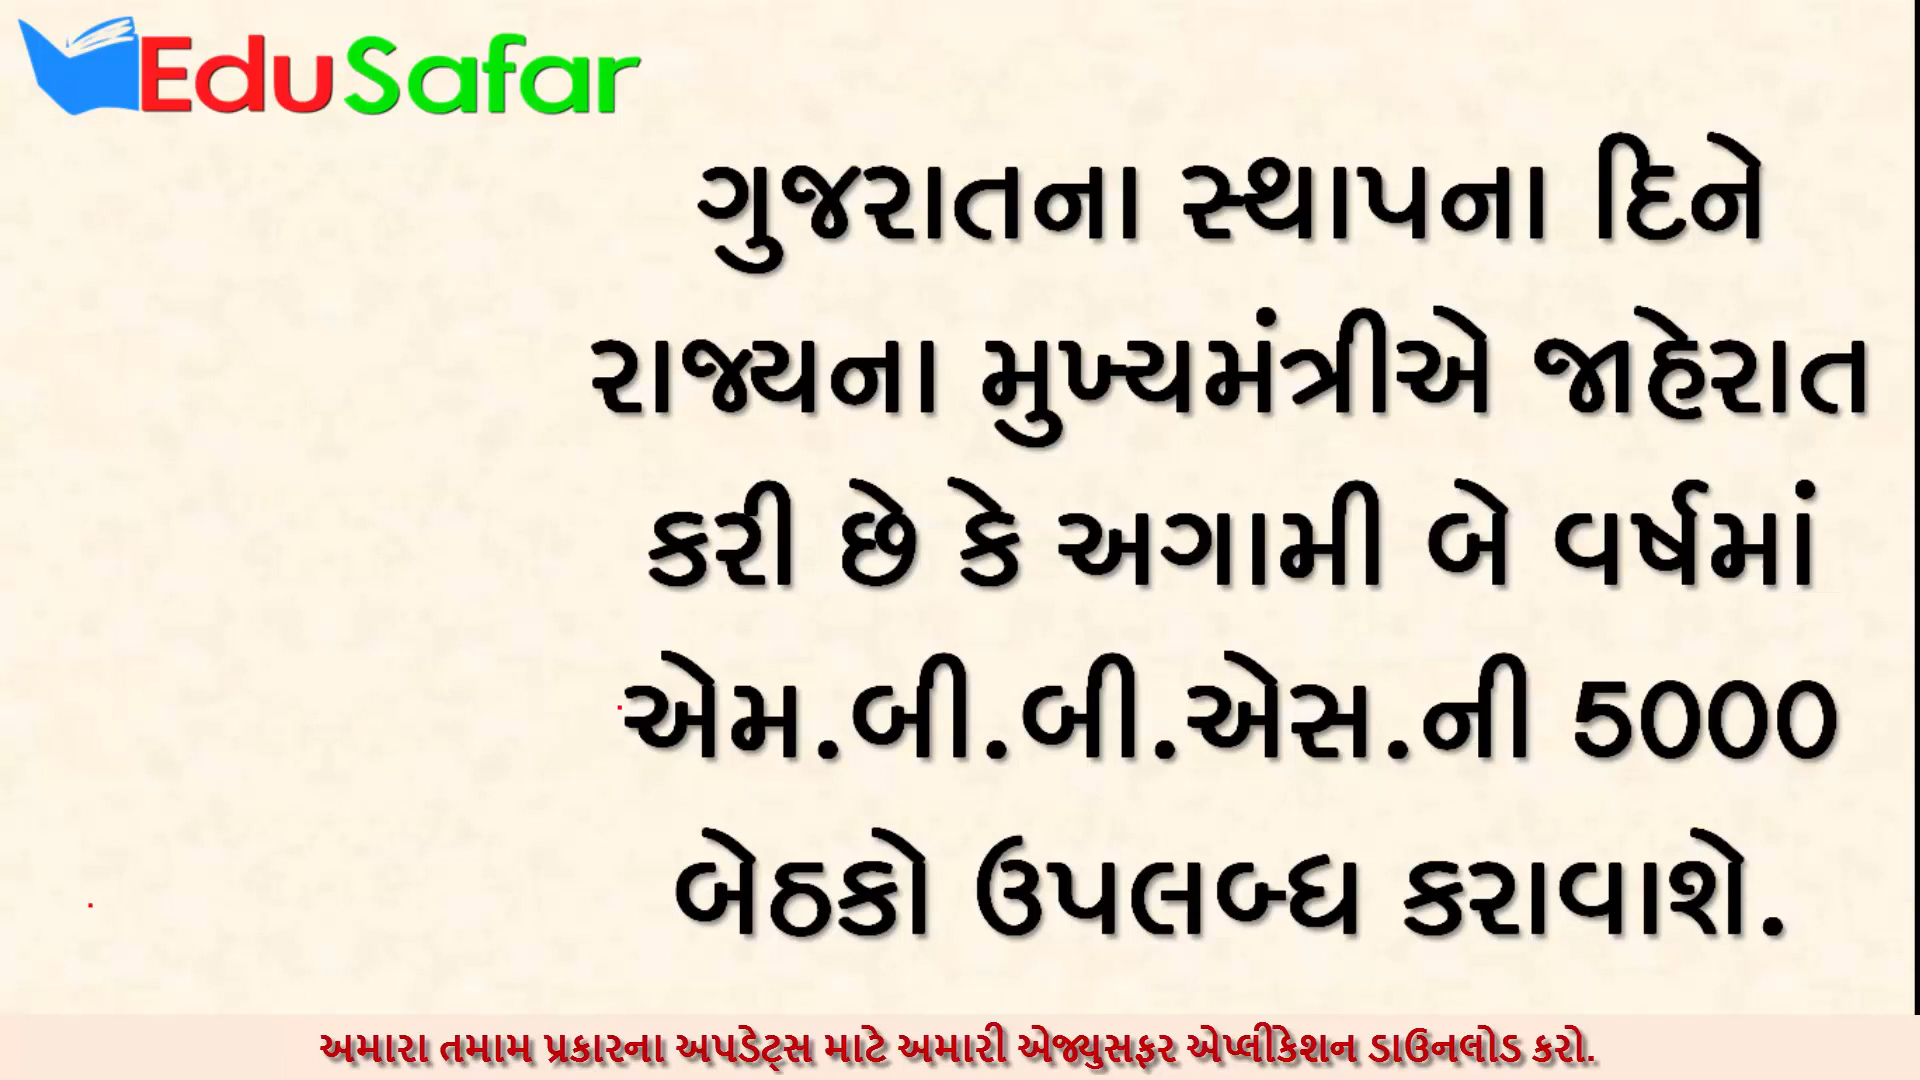 EduSafar
ગુજરાતના સ્થાપના દિને
રાજ્યના મુખ્યમંત્રીએ જાહેરાત
કરી છે કે અગામી બે વર્ષમાં
એમ.બી.બી.એસ.ની 5000
બેઠકો ઉપલબ્ધ કરાવાશે.
અમારા તમામ પ્રકારના અપડેટ્સ માટે અમારી એજ્યુસફર એપ્લીકેશન ડાઉનલોડ કરો.